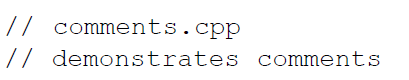 // comments.cpp
// demonstrates comments